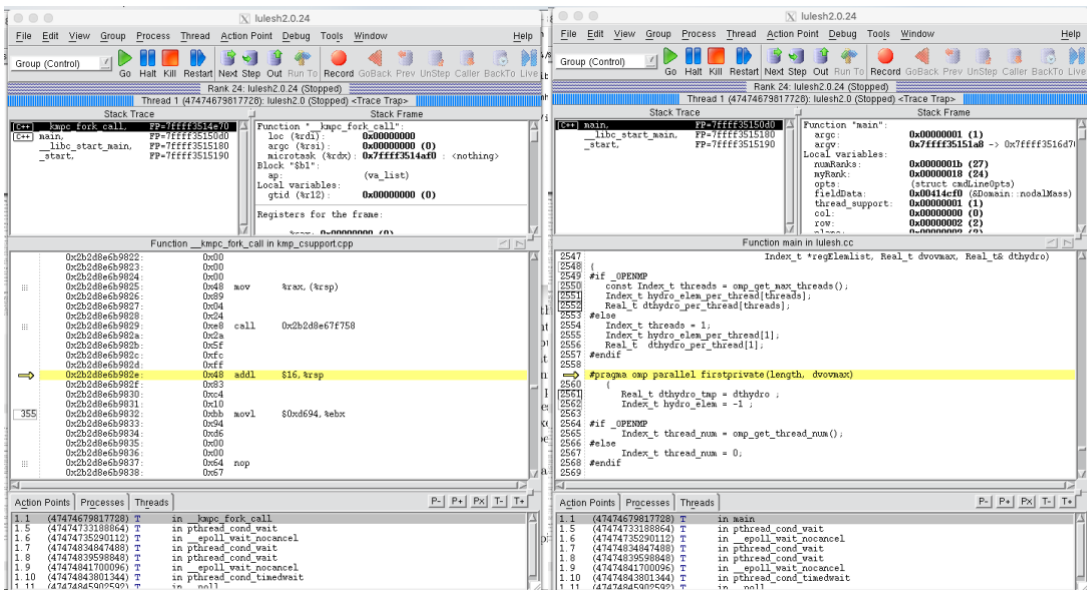 lulesh2.0.24
File Edit View Group Process Thread Action Point Debug Tools Window Help
Group (Control)
Go Halt Kill Restart Next Step Out Run To Record GoBack Prev UnStep Caller BackTo Live
Rank 24: lulesh2.0.24 (Stopped)
Thread 1 (47474679817728): lulesh2.0 (Stopped) <Trace Trap>
Stack Trace
C++ __kmpc_fork_call, FP=7ffff3514e70
C++ main, FP=7ffff35150d0
__libc_start_main, FP=7ffff3515180
_start, FP=7ffff3515190
Stack Frame
Function "__kmpc_fork_call":
loc (%rdi): 0x00000000
argc (%rsi): 0x00000000 (0)
microtask (%rdx): 0x7ffff3514af0 : <nothing>
Block "$b1":
ap: (va_list)
Local variables:
gtid (%r12): 0x00000000 (0)
Registers for the frame:
Function __kmpc_fork_call in kmp_csupport.cpp
0x2b2d8e6b9822: 0x00
0x2b2d8e6b9823: 0x00
0x2b2d8e6b9824: 0x00
0x2b2d8e6b9825: 0x48 mov %rax,(%rsp)
0x2b2d8e6b9826: 0x89
0x2b2d8e6b9827: 0x04
0x2b2d8e6b9828: 0x24
0x2b2d8e6b9829: 0xe8 call 0x2b2d8e67f758
0x2b2d8e6b982a: 0x2a
0x2b2d8e6b982b: 0x5f
0x2b2d8e6b982c: 0xfc
0x2b2d8e6b982d: 0xff
0x2b2d8e6b982e: 0x48 addl $16,%rsp
0x2b2d8e6b982f: 0x83
0x2b2d8e6b9830: 0xc4
0x2b2d8e6b9831: 0x10
355 0x2b2d8e6b9832: 0xbb movl $0xd694,%ebx
0x2b2d8e6b9833: 0x94
0x2b2d8e6b9834: 0xd6
0x2b2d8e6b9835: 0x00
0x2b2d8e6b9836: 0x00
0x2b2d8e6b9837: 0x64 nop
0x2b2d8e6b9838: 0x67
Action Points Processes Threads P- P+ Px T- T+
1.1 (47474679817728) T in __kmpc_fork_call
1.5 (47474733188864) T in pthread_cond_wait
1.6 (47474735290112) T in __epoll_wait_nocancel
1.7 (47474834847488) T in pthread_cond_wait
1.8 (47474839598848) T in pthread_cond_wait
1.9 (47474841700096) T in __epoll_wait_nocancel
1.10 (47474843801344) T in pthread_cond_timedwait
1.11 (47474845902592) T in __poll
lulesh2.0.24
File Edit View Group Process Thread Action Point Debug Tools Window Help
Group (Control)
Go Halt Kill Restart Next Step Out Run To Record GoBack Prev UnStep Caller BackTo Live
Rank 24: lulesh2.0.24 (Stopped)
Thread 1 (47474679817728): lulesh2.0 (Stopped) <Trace Trap>
Stack Trace
C++ main, FP=7ffff35150d0
__libc_start_main, FP=7ffff3515180
_start, FP=7ffff3515190
Stack Frame
Function "main":
argc: 0x00000001 (1)
argv: 0x7ffff35151a8 -> 0x7ffff3516d7
Local variables:
numRanks: 0x0000001b (27)
myRank: 0x00000018 (24)
opts: (struct cmdLineOpts)
fieldData: 0x00414cf0 (&Domain::nodalMass)
thread_support: 0x00000001 (1)
col: 0x00000000 (0)
row: 0x00000002 (2)
Function main in lulesh.cc
2547 Index_t *regElemlist, Real_t dvovmax, Real_t& dthydro)
2548 {
2549 #if _OPENMP
2550 const Index_t threads = omp_get_max_threads();
2551 Index_t hydro_elem_per_thread[threads];
2552 Real_t dthydro_per_thread[threads];
2553 #else
2554 Index_t threads = 1;
2555 Index_t hydro_elem_per_thread[1];
2556 Real_t dthydro_per_thread[1];
2557 #endif
2558
#pragma omp parallel firstprivate(length, dvovmax)
2560 {
2561 Real_t dthydro_tmp = dthydro ;
2562 Index_t hydro_elem = -1 ;
2563
2564 #if _OPENMP
2565 Index_t thread_num = omp_get_thread_num();
2566 #else
2567 Index_t thread_num = 0;
2568 #endif
2569
Action Points Processes Threads P- P+ Px T- T+
1.1 (47474679817728) T in main
1.5 (47474733188864) T in pthread_cond_wait
1.6 (47474735290112) T in __epoll_wait_nocancel
1.7 (47474834847488) T in pthread_cond_wait
1.8 (47474839598848) T in pthread_cond_wait
1.9 (47474841700096) T in __epoll_wait_nocancel
1.10 (47474843801344) T in pthread_cond_timedwait
1.11 (47474845902592) T in __poll